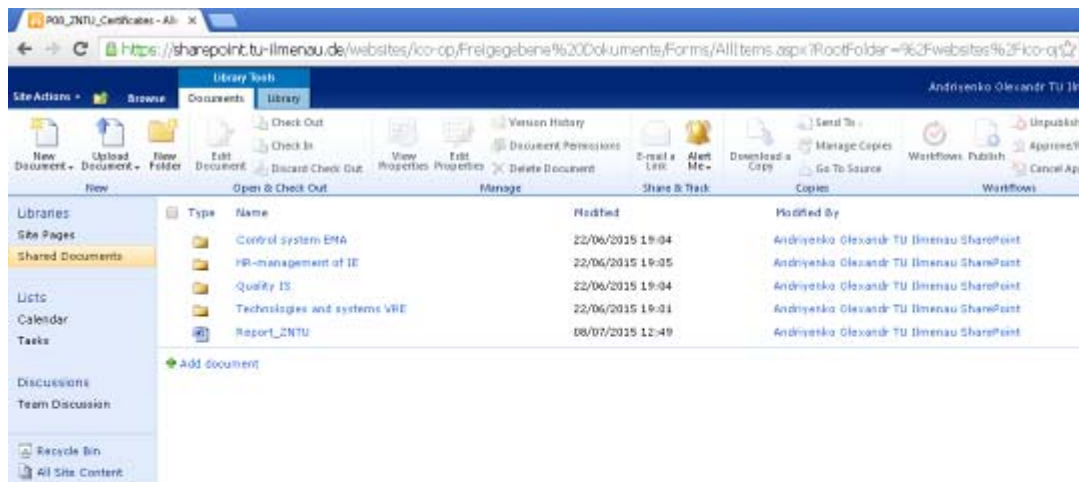 P08_ZNTU_Certificates - All
https://sharepoint.tu-ilmenau.de/websites/ico-op/Freigegebene%20Dokumente/Forms/AllItems.aspx?RootFolder=%2Fwebsites%2Fico-op
Library Tools
Site Actions Browse Documents Library Andriyenko Olexandr TU Ilm
New Document Upload Document New Folder Edit Document Check Out Check In Discard Check Out View Properties Edit Properties Version History Document Permissions Delete Document E-mail a Link Alert Me Download a Copy Send To Manage Copies Go To Source Workflows Publish Unpublish Approve/R Cancel Ap
New Open & Check Out Manage Share & Track Copies Workflows
Libraries Type Name Modified Modified By
Site Pages Control system EMA 22/06/2015 19:04 Andriyenko Olexandr TU Ilmenau SharePoint
Shared Documents HR-management of IE 22/06/2015 19:05 Andriyenko Olexandr TU Ilmenau SharePoint
Quality IS 22/06/2015 19:04 Andriyenko Olexandr TU Ilmenau SharePoint
Lists Technologies and systems VRE 22/06/2015 19:01 Andriyenko Olexandr TU Ilmenau SharePoint
Calendar Report_ZNTU 08/07/2015 12:49 Andriyenko Olexandr TU Ilmenau SharePoint
Tasks
Add document
Discussions
Team Discussion
Recycle Bin
All Site Content